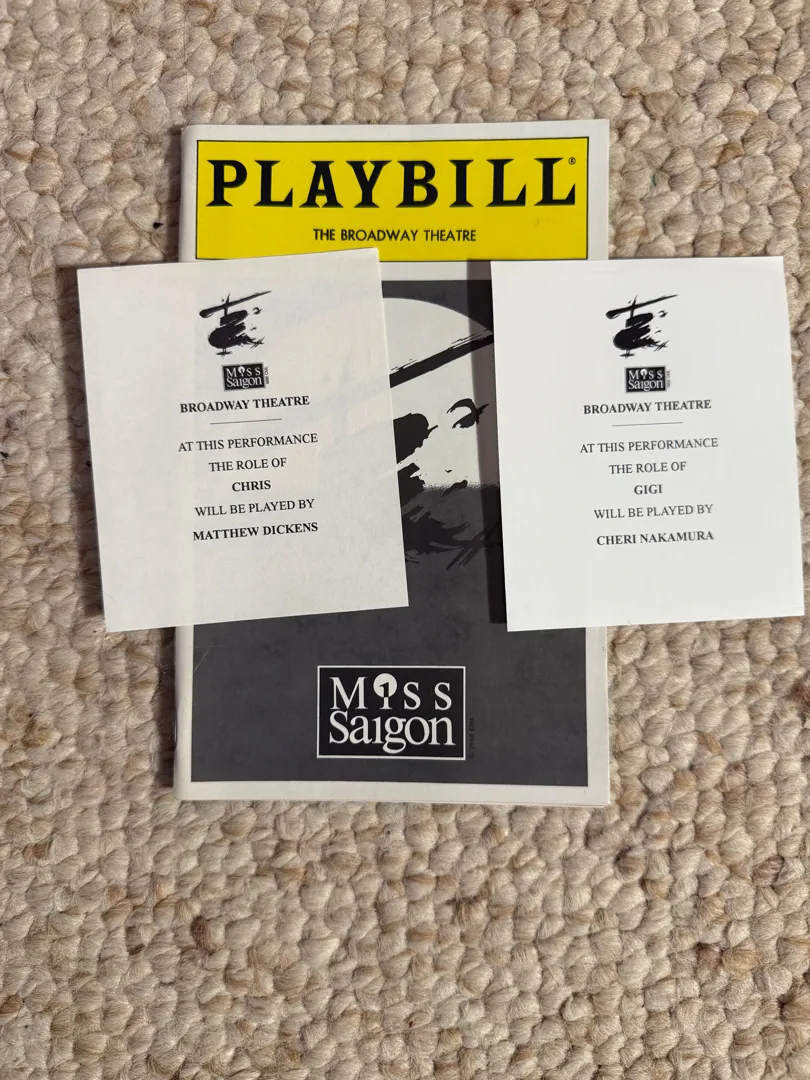 PLAYBILL®
THE BROADWAY THEATRE
MISS
Saigon
BROADWAY THEATRE
AT THIS PERFORMANCE
THE ROLE OF
CHRIS
WILL BE PLAYED BY
MATTHEW DICKENS
MISS
Saigon
BROADWAY THEATRE
AT THIS PERFORMANCE
THE ROLE OF
GIGI
WILL BE PLAYED BY
CHERI NAKAMURA
MISS
Saigon